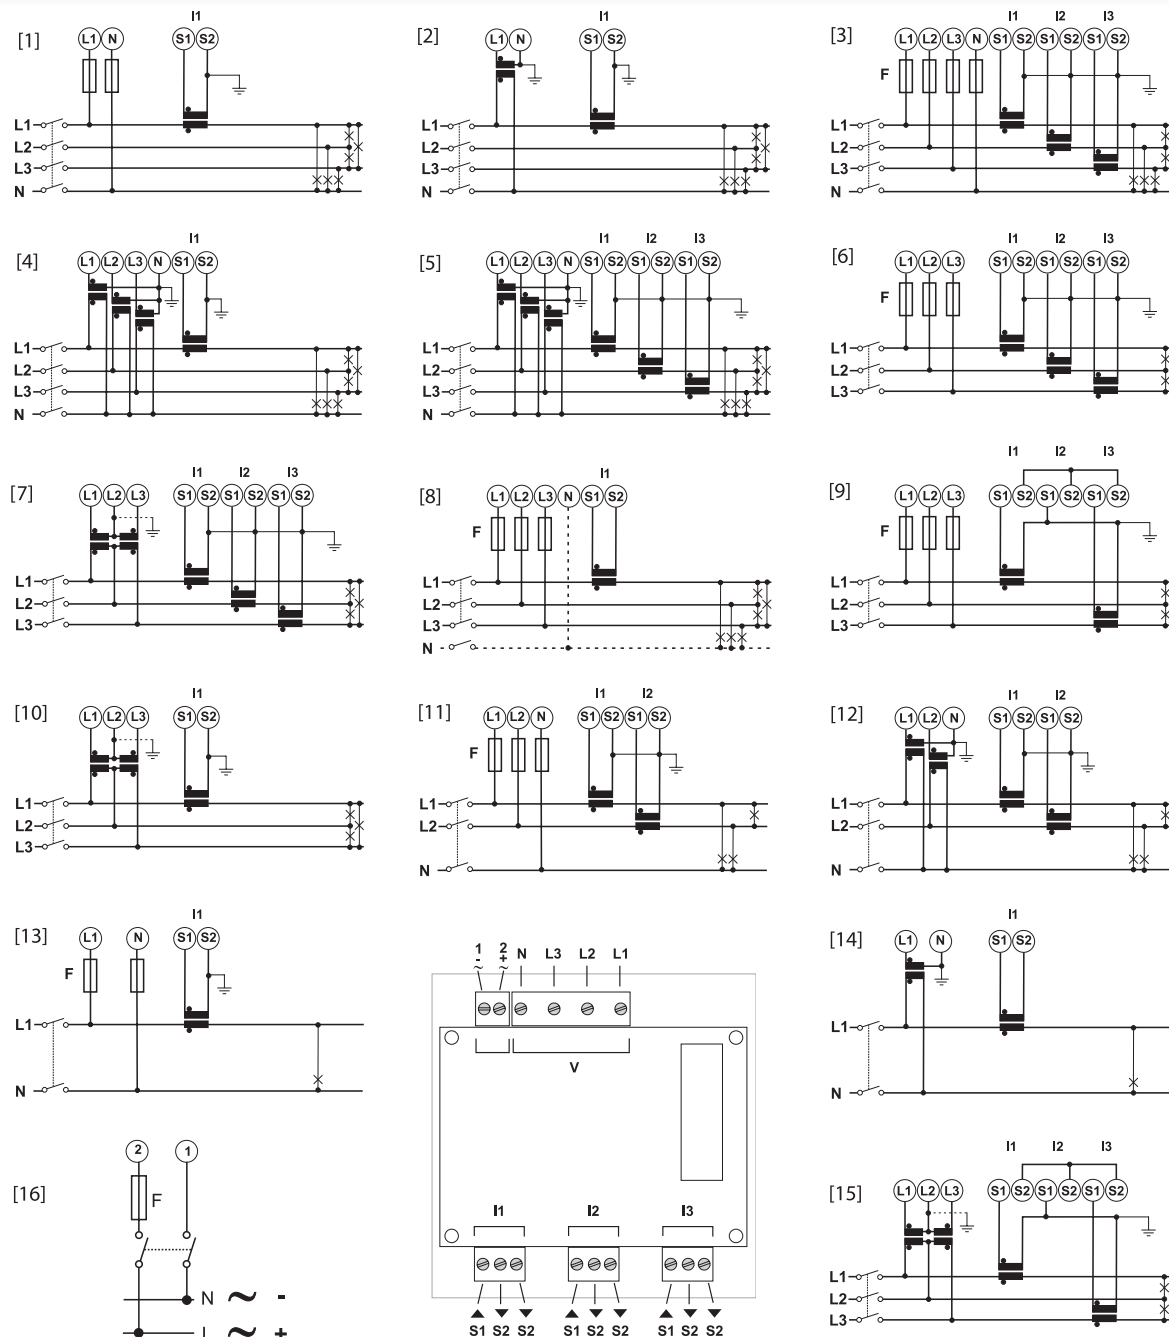 [1]
I1
L1 N S1 S2
L1
L2
L3
N
[2]
I1
L1 N S1 S2
L1
L2
L3
N
[3]
I1 I2 I3
L1 L2 L3 N S1 S2 S1 S2 S1 S2
F
L1
L2
L3
N
[4]
I1
L1 L2 L3 N S1 S2
L1
L2
L3
N
[5]
I1 I2 I3
L1 L2 L3 N S1 S2 S1 S2 S1 S2
L1
L2
L3
N
[6]
I1 I2 I3
L1 L2 L3 S1 S2 S1 S2 S1 S2
F
L1
L2
L3
[7]
I1 I2 I3
L1 L2 L3 S1 S2 S1 S2 S1 S2
L1
L2
L3
[8]
I1
L1 L2 L3 N S1 S2
F
L1
L2
L3
N
[9]
I1 I2 I3
L1 L2 L3 S1 S2 S1 S2 S1 S2
F
L1
L2
L3
[10]
I1
L1 L2 L3 S1 S2
L1
L2
L3
[11]
I1 I2
L1 L2 N S1 S2 S1 S2
F
L1
L2
N
[12]
I1 I2
L1 L2 N S1 S2 S1 S2
L1
L2
N
[13]
I1
L1 N S1 S2
F
L1
N
1 2 N L3 L2 L1
- +
~ ~
V
I1 I2 I3
S1 S2 S2 S1 S2 S2 S1 S2 S2
[14]
I1
L1 N S1 S2
L1
N
[16]
2 1
F
N ~ -
L ~ +
[15]
I1 I2 I3
L1 L2 L3 S1 S2 S1 S2 S1 S2
L1
L2
L3